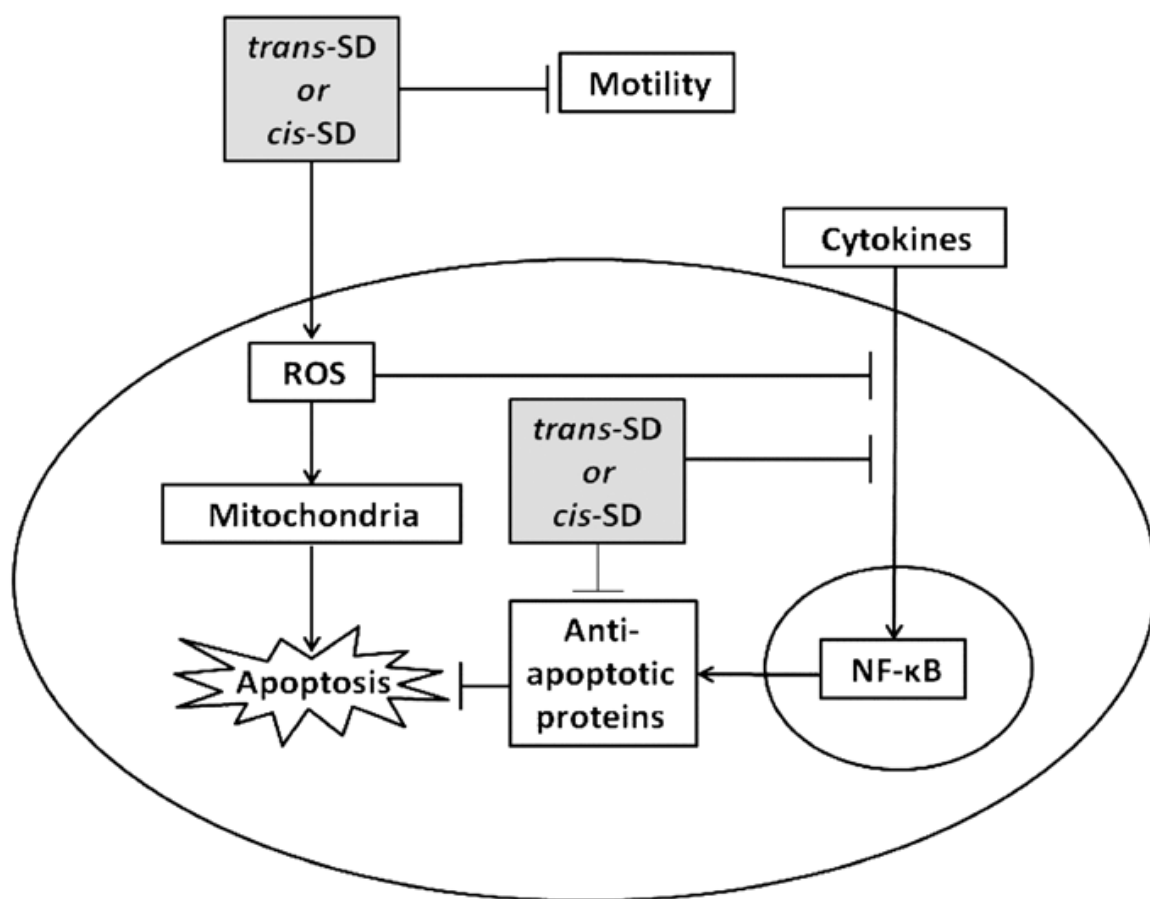 trans-SD
or
cis-SD
Motility
Cytokines
ROS
trans-SD
or
cis-SD
Mitochondria
Anti-
apoptotic
proteins
NF-κB
Apoptosis